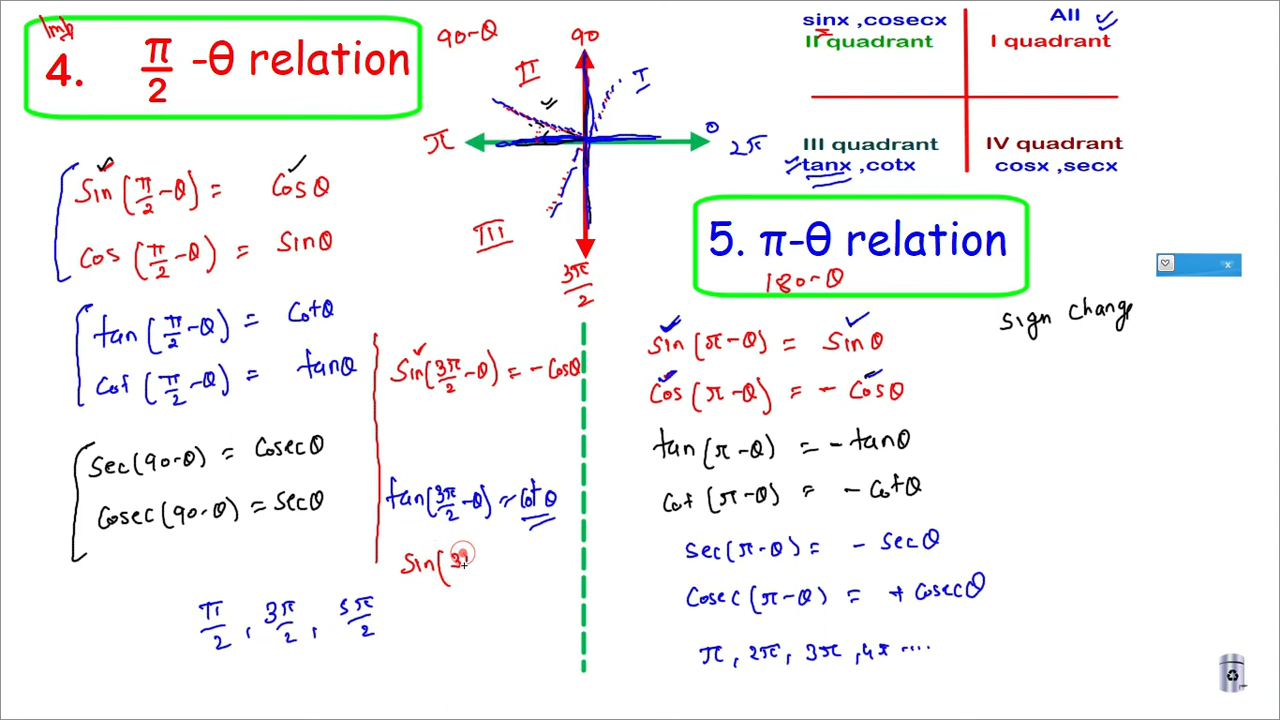 Imp
4. π/2 -θ relation
90-θ
90
II
I
π
0
2π
III
3π/2
sinx ,cosecx
II quadrant
All
I quadrant
III quadrant
tanx ,cotx
IV quadrant
cosx ,secx
Sin(π/2-θ) = Cosθ
Cos(π/2-θ) = Sinθ
tan(π/2-θ) = Cotθ
Cot(π/2-θ) = tanθ
Sec(90-θ) = Cosecθ
Cosec(90-θ) = Secθ
π/2, 3π/2, 5π/2
Sin(3π/2-θ) = -Cosθ
tan(3π/2-θ) = Cotθ
Sin(3
5. π-θ relation
180-θ
Sign Change
Sin(π-θ) = Sinθ
Cos(π-θ) = - Cosθ
tan(π-θ) = - tanθ
Cot(π-θ) = - Cotθ
Sec(π-θ) = - Secθ
Cosec(π-θ) = + Cosecθ
π, 2π, 3π, 4π ....
x